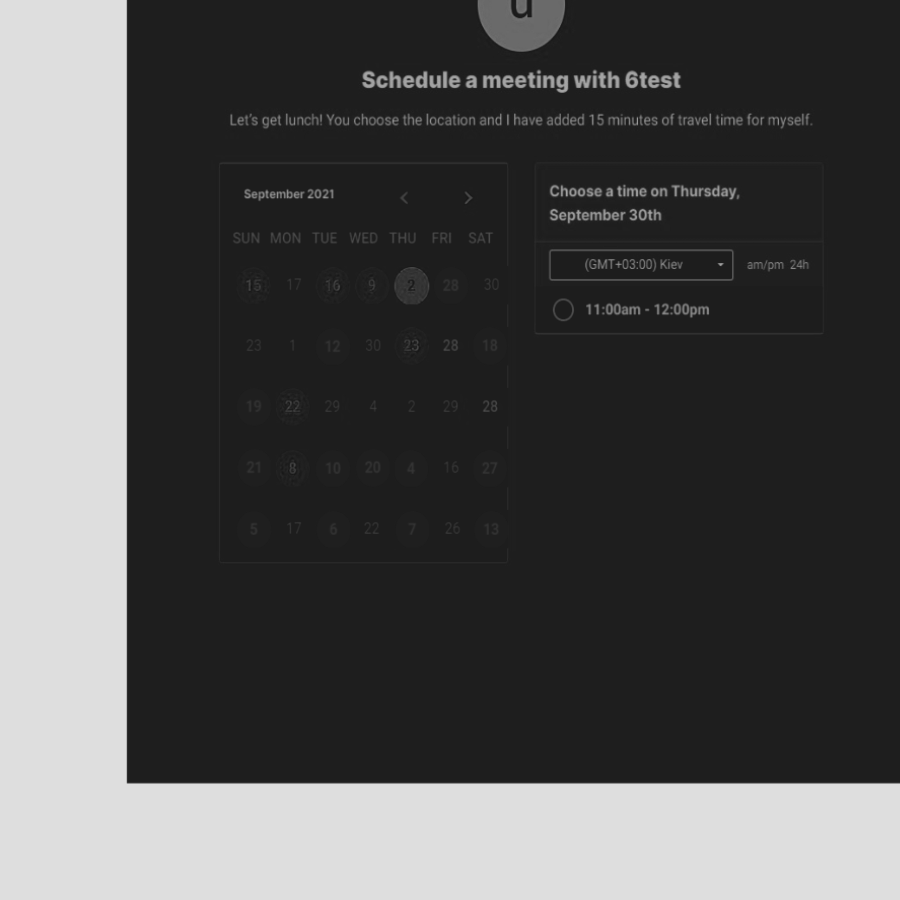 u
Schedule a meeting with 6test
Let's get lunch! You choose the location and I have added 15 minutes of travel time for myself.
September 2021
SUN MON TUE WED THU FRI SAT
15 17 16 9 2 28 30
23 1 12 30 23 28 18
19 22 29 4 2 29 28
21 8 10 20 4 16 27
5 17 6 22 7 26 13
Choose a time on Thursday,
September 30th
(GMT+03:00) Kiev am/pm 24h
11:00am - 12:00pm